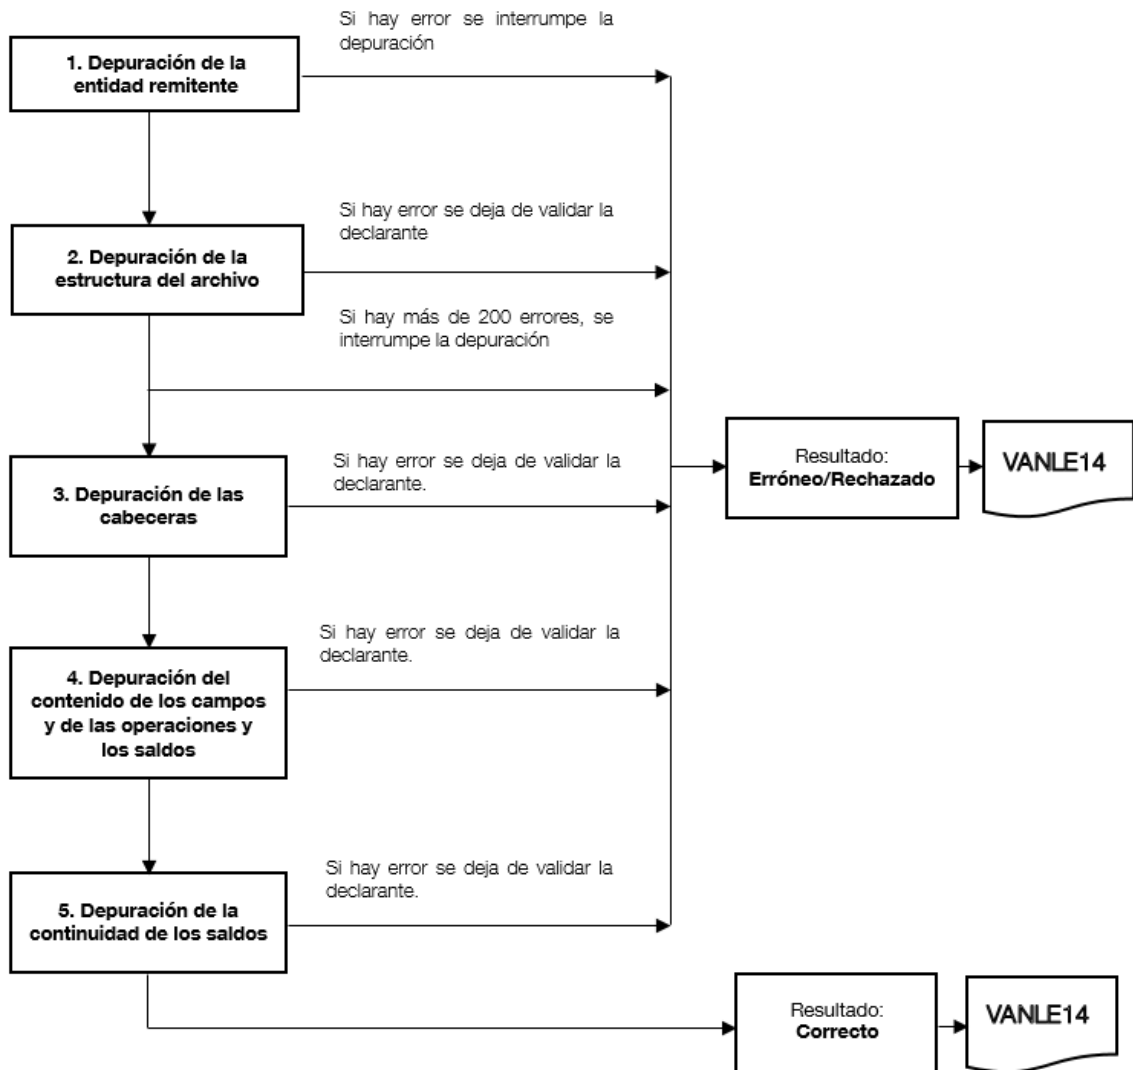 Si hay error se interrumpe la
depuración
1. Depuración de la
entidad remitente
Si hay error se deja de validar la
declarante
2. Depuración de la
estructura del archivo
Si hay más de 200 errores, se
interrumpe la depuración
Si hay error se deja de validar la
declarante.
3. Depuración de las
cabeceras
Resultado:
Erróneo/Rechazado
VANLE14
Si hay error se deja de validar la
declarante.
4. Depuración del
contenido de los campos
y de las operaciones y
los saldos
Si hay error se deja de validar la
declarante.
5. Depuración de la
continuidad de los saldos
Resultado:
Correcto
VANLE14